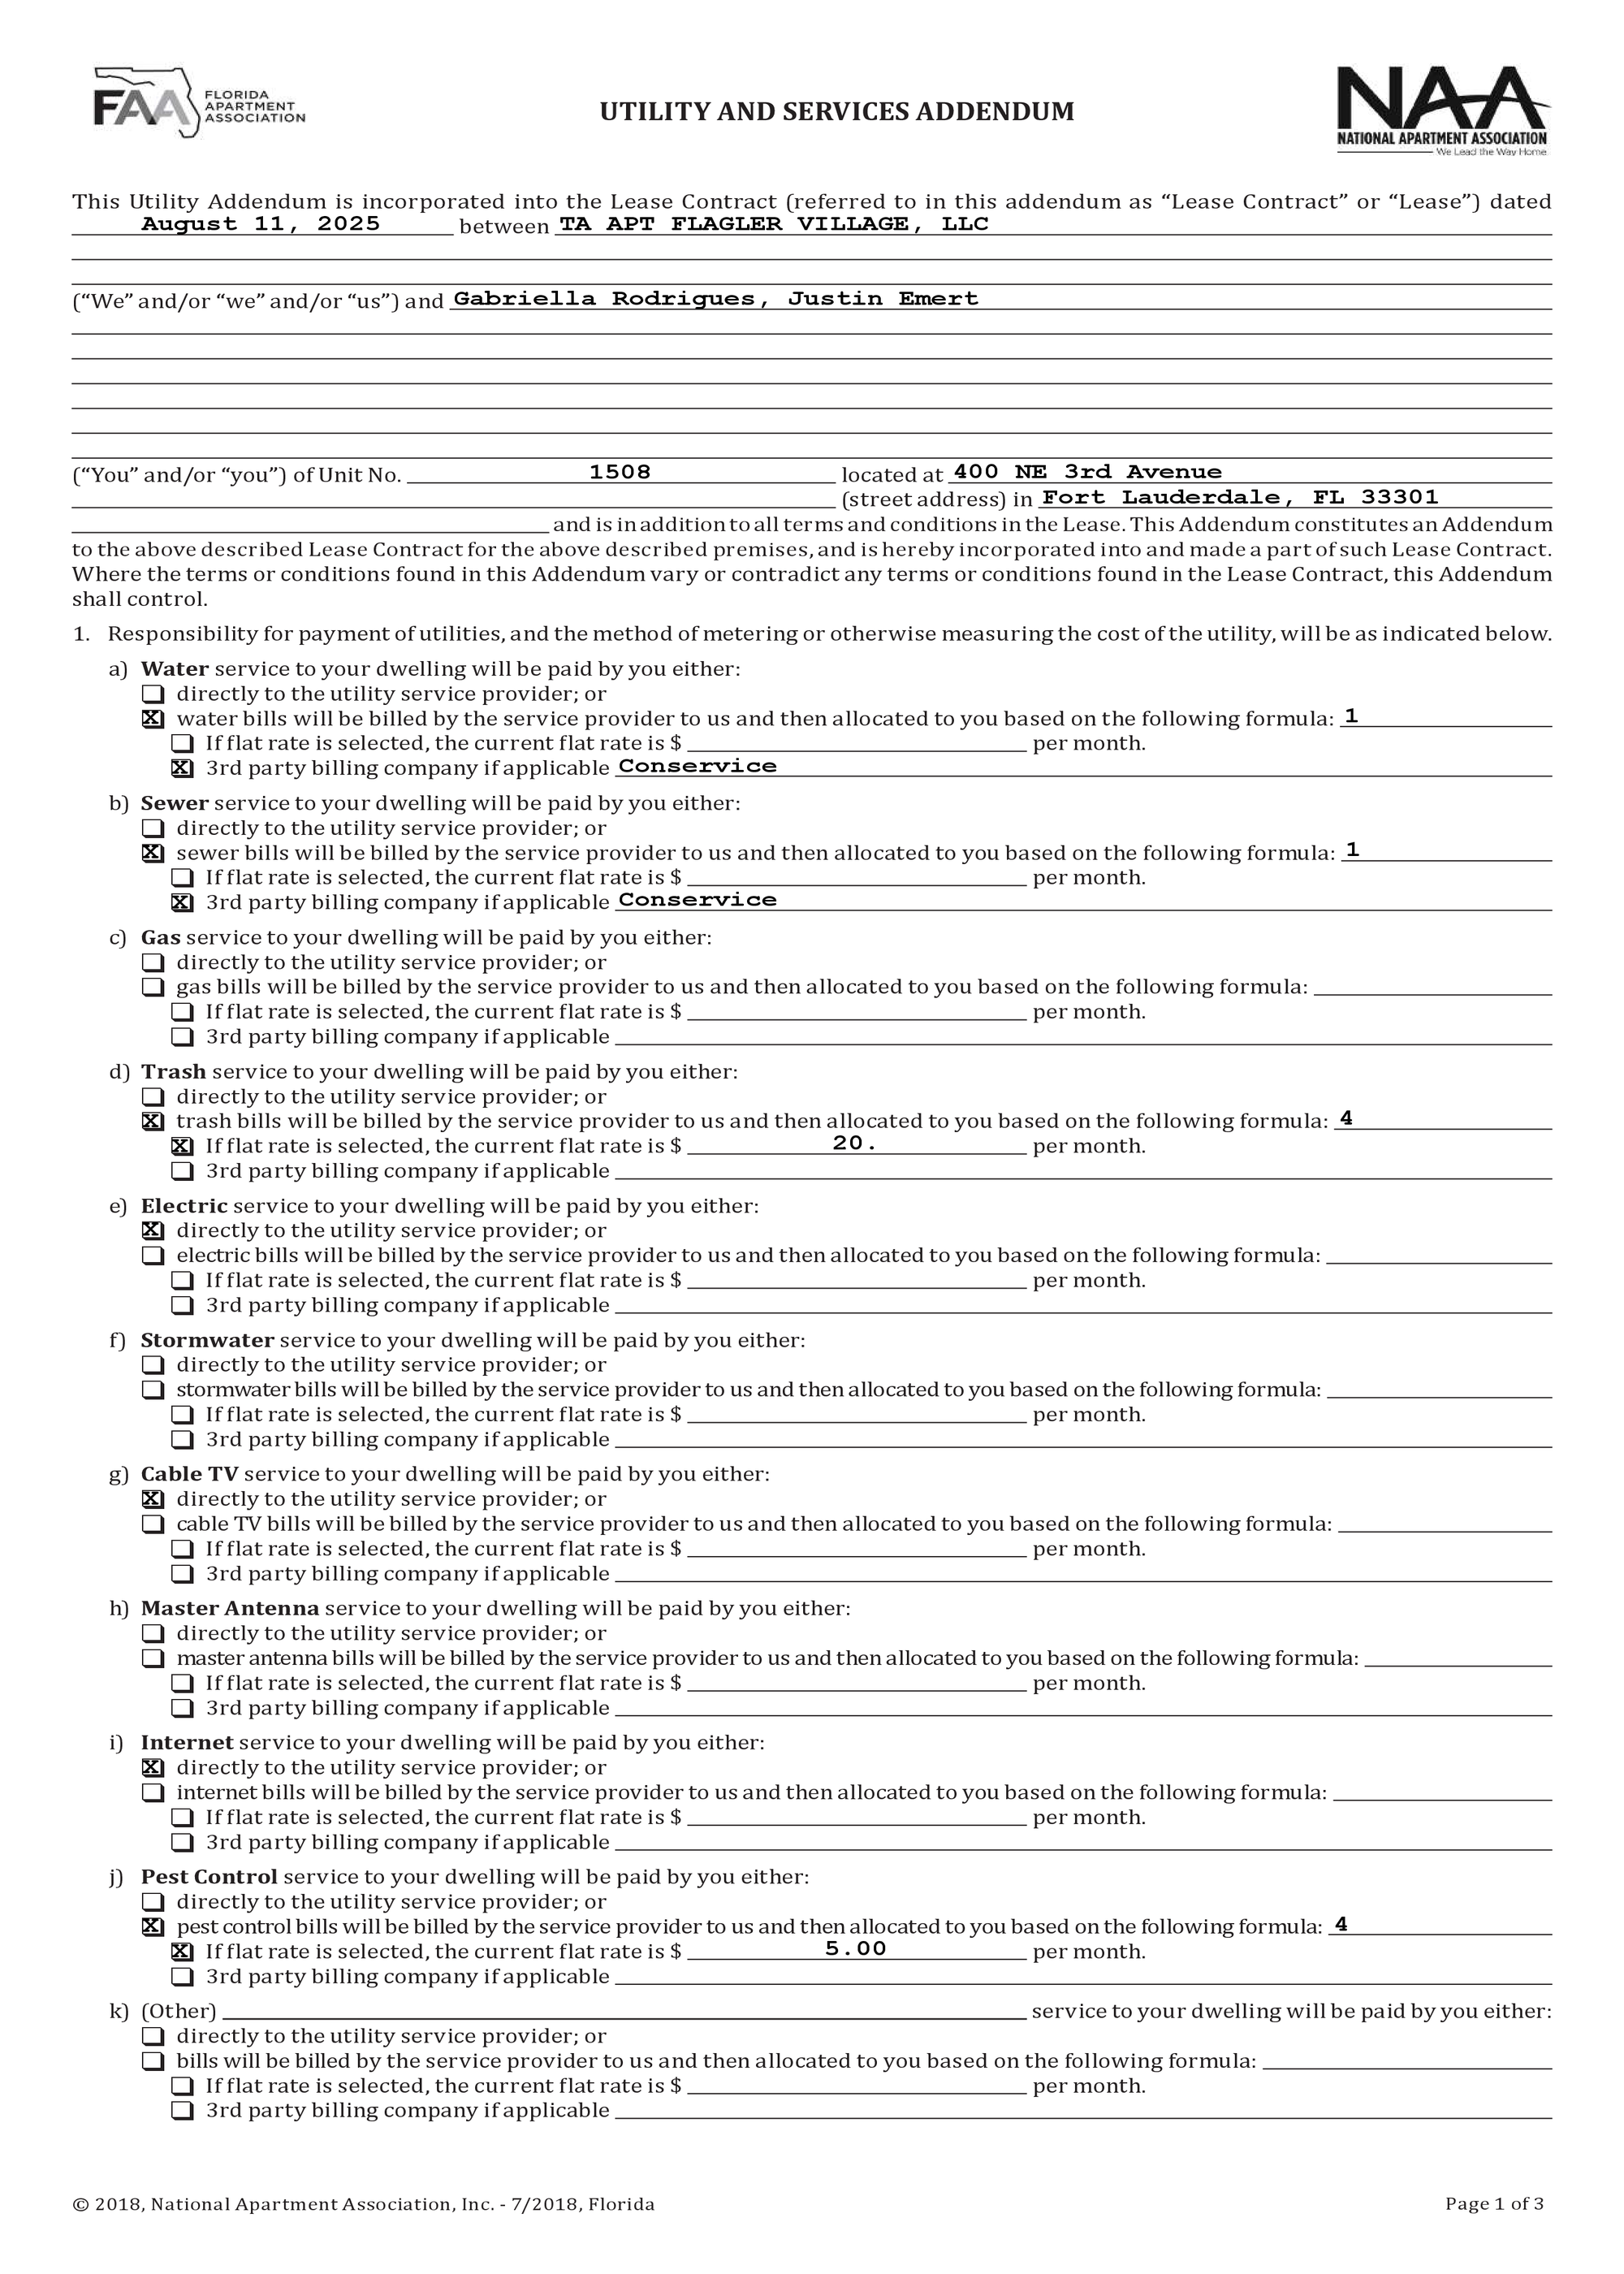 FAA FLORIDA
APARTMENT
ASSOCIATION
UTILITY AND SERVICES ADDENDUM
NAA
NATIONAL APARTMENT ASSOCIATION
We Lead the Way Home
This Utility Addendum is incorporated into the Lease Contract (referred to in this addendum as “Lease Contract” or “Lease”) dated
August 11, 2025 between TA APT FLAGLER VILLAGE, LLC
(“We” and/or “we” and/or “us”) and Gabriella Rodrigues, Justin Emert
(“You” and/or “you”) of Unit No. 1508 located at 400 NE 3rd Avenue
(street address) in Fort Lauderdale, FL 33301
and is in addition to all terms and conditions in the Lease. This Addendum constitutes an Addendum
to the above described Lease Contract for the above described premises, and is hereby incorporated into and made a part of such Lease Contract.
Where the terms or conditions found in this Addendum vary or contradict any terms or conditions found in the Lease Contract, this Addendum
shall control.
1. Responsibility for payment of utilities, and the method of metering or otherwise measuring the cost of the utility, will be as indicated below.
a) Water service to your dwelling will be paid by you either:
directly to the utility service provider; or
X water bills will be billed by the service provider to us and then allocated to you based on the following formula: 1
If flat rate is selected, the current flat rate is $ per month.
X 3rd party billing company if applicable Conservice
b) Sewer service to your dwelling will be paid by you either:
directly to the utility service provider; or
X sewer bills will be billed by the service provider to us and then allocated to you based on the following formula: 1
If flat rate is selected, the current flat rate is $ per month.
X 3rd party billing company if applicable Conservice
c) Gas service to your dwelling will be paid by you either:
directly to the utility service provider; or
gas bills will be billed by the service provider to us and then allocated to you based on the following formula:
If flat rate is selected, the current flat rate is $ per month.
3rd party billing company if applicable
d) Trash service to your dwelling will be paid by you either:
directly to the utility service provider; or
X trash bills will be billed by the service provider to us and then allocated to you based on the following formula: 4
X If flat rate is selected, the current flat rate is $ 20. per month.
3rd party billing company if applicable
e) Electric service to your dwelling will be paid by you either:
X directly to the utility service provider; or
electric bills will be billed by the service provider to us and then allocated to you based on the following formula:
If flat rate is selected, the current flat rate is $ per month.
3rd party billing company if applicable
f) Stormwater service to your dwelling will be paid by you either:
directly to the utility service provider; or
stormwater bills will be billed by the service provider to us and then allocated to you based on the following formula:
If flat rate is selected, the current flat rate is $ per month.
3rd party billing company if applicable
g) Cable TV service to your dwelling will be paid by you either:
X directly to the utility service provider; or
cable TV bills will be billed by the service provider to us and then allocated to you based on the following formula:
If flat rate is selected, the current flat rate is $ per month.
3rd party billing company if applicable
h) Master Antenna service to your dwelling will be paid by you either:
directly to the utility service provider; or
master antenna bills will be billed by the service provider to us and then allocated to you based on the following formula:
If flat rate is selected, the current flat rate is $ per month.
3rd party billing company if applicable
i) Internet service to your dwelling will be paid by you either:
X directly to the utility service provider; or
internet bills will be billed by the service provider to us and then allocated to you based on the following formula:
If flat rate is selected, the current flat rate is $ per month.
3rd party billing company if applicable
j) Pest Control service to your dwelling will be paid by you either:
directly to the utility service provider; or
X pest control bills will be billed by the service provider to us and then allocated to you based on the following formula: 4
X If flat rate is selected, the current flat rate is $ 5.00 per month.
3rd party billing company if applicable
k) (Other) service to your dwelling will be paid by you either:
directly to the utility service provider; or
bills will be billed by the service provider to us and then allocated to you based on the following formula:
If flat rate is selected, the current flat rate is $ per month.
3rd party billing company if applicable
© 2018, National Apartment Association, Inc. - 7/2018, Florida
Page 1 of 3